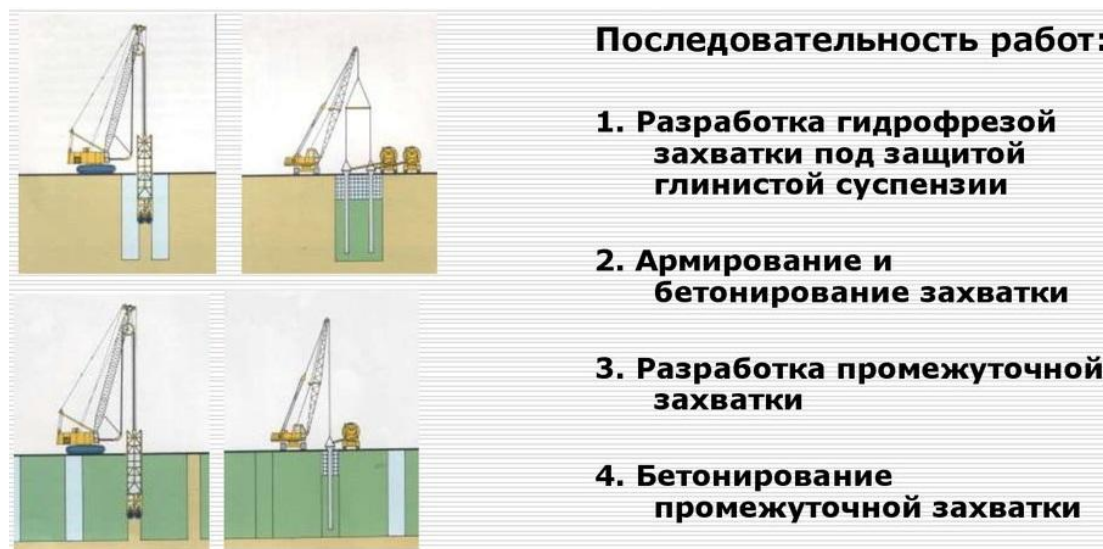 Последовательность работ:
1. Разработка гидрофрезой
захватки под защитой
глинистой суспензии
2. Армирование и
бетонирование захватки
3. Разработка промежуточной
захватки
4. Бетонирование
промежуточной захватки